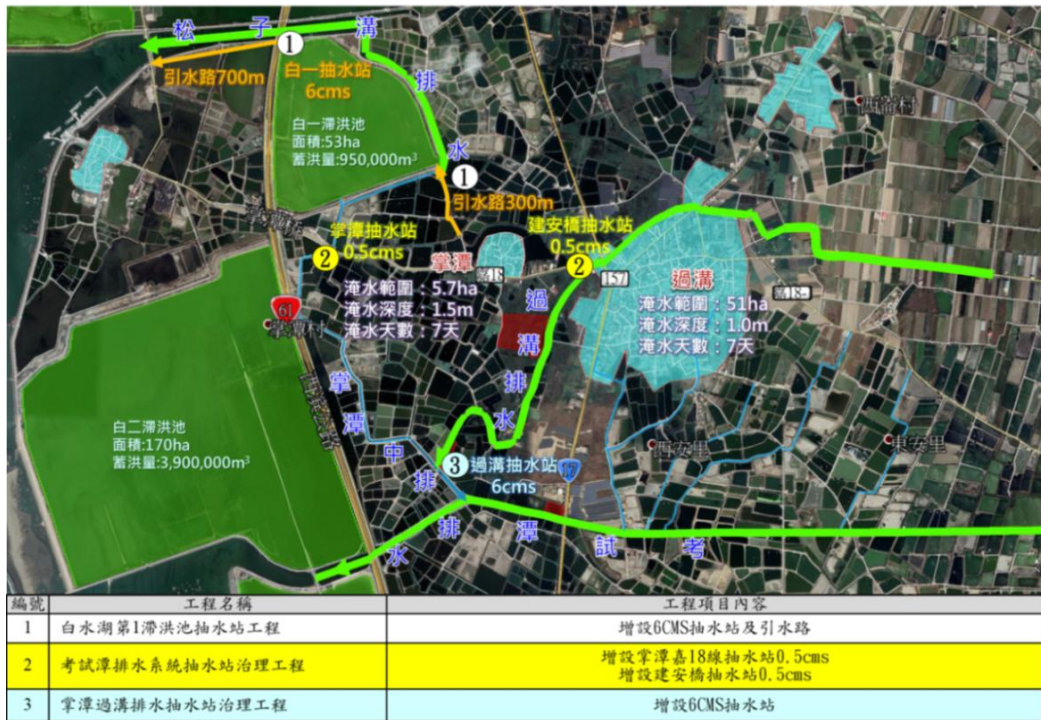 松子溝排水
1
引水路700m
白一抽水站
6cms
白一滯洪池
面積:53ha
蓄洪量:950,000m³
1
引水路300m
掌潭抽水站
0.5cms
2
建安橋抽水站
0.5cms
2
掌潭
淹水範圍：5.7ha
淹水深度：1.5m
淹水天數：7天
157
過溝
淹水範圍：51ha
淹水深度：1.0m
淹水天數：7天
過溝排水
61
掌潭村
掌潭中排
白二滯洪池
面積:170ha
蓄洪量:3,900,000m³
3
過溝抽水站
6cms
17
西安里
東安里
考試潭排水
編號 工程名稱 工程項目內容
1 白水湖第1滯洪池抽水站工程 增設6CMS抽水站及引水路
2 考試潭排水系統抽水站治理工程 增設掌潭嘉18線抽水站0.5cms
增設建安橋抽水站0.5cms
3 掌潭過溝排水抽水站治理工程 增設6CMS抽水站